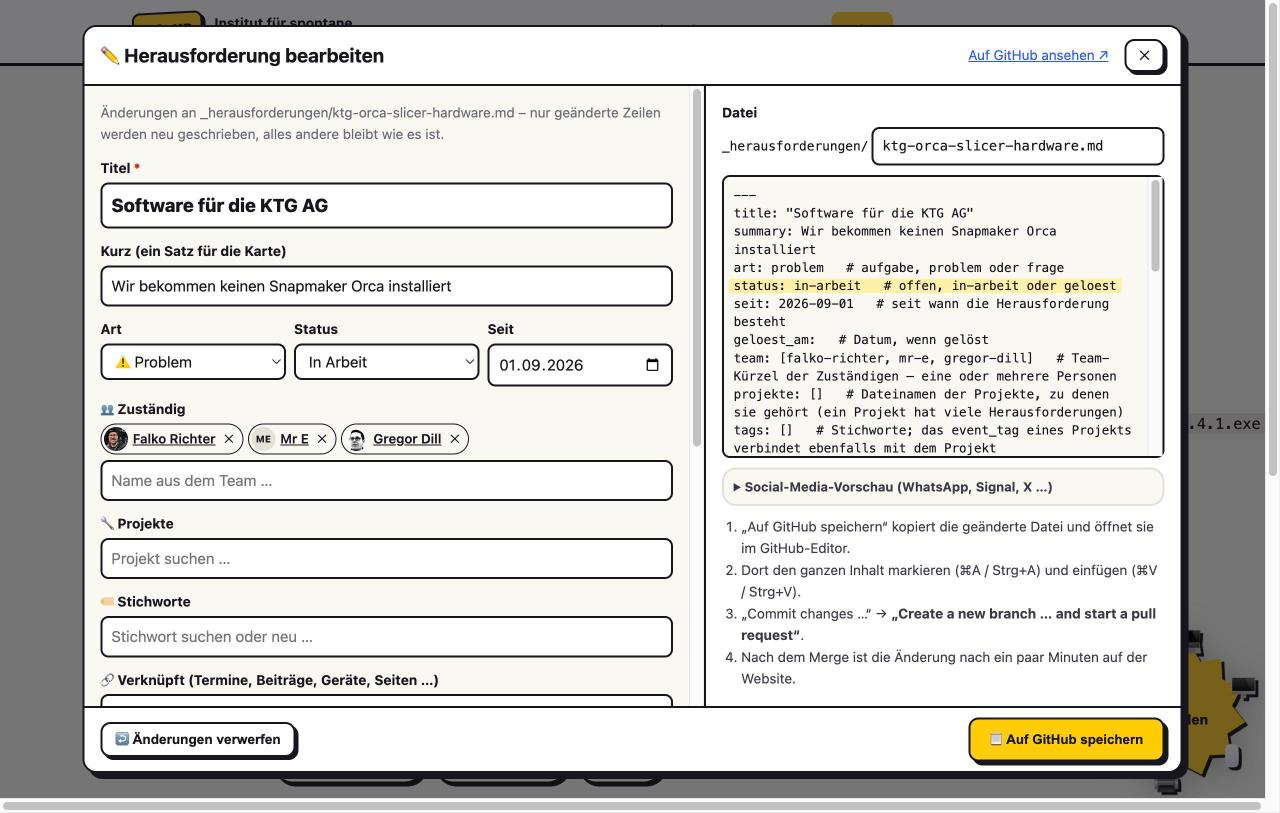 Institut für spontane
✏️ Herausforderung bearbeiten
Auf GitHub ansehen ↗
×
Änderungen an _herausforderungen/ktg-orca-slicer-hardware.md – nur geänderte Zeilen
werden neu geschrieben, alles andere bleibt wie es ist.
Titel *
Software für die KTG AG
Kurz (ein Satz für die Karte)
Wir bekommen keinen Snapmaker Orca installiert
Art Status Seit
⚠️ Problem In Arbeit 01.09.2026
👥 Zuständig
Falko Richter × ME Mr E × Gregor Dill ×
Name aus dem Team ...
🔧 Projekte
Projekt suchen ...
🏷️ Stichworte
Stichwort suchen oder neu ...
🔗 Verknüpft (Termine, Beiträge, Geräte, Seiten ...)
↩️ Änderungen verwerfen
Datei
_herausforderungen/ ktg-orca-slicer-hardware.md
---
title: "Software für die KTG AG"
summary: Wir bekommen keinen Snapmaker Orca
installiert
art: problem   # aufgabe, problem oder frage
status: in-arbeit   # offen, in-arbeit oder geloest
seit: 2026-09-01   # seit wann die Herausforderung
besteht
geloest_am:   # Datum, wenn gelöst
team: [falko-richter, mr-e, gregor-dill]   # Team-
Kürzel der Zuständigen – eine oder mehrere Personen
projekte: []   # Dateinamen der Projekte, zu denen
sie gehört (ein Projekt hat viele Herausforderungen)
tags: []   # Stichworte; das event_tag eines Projekts
verbindet ebenfalls mit dem Projekt
▸ Social-Media-Vorschau (WhatsApp, Signal, X ...)
1. „Auf GitHub speichern“ kopiert die geänderte Datei und öffnet sie
im GitHub-Editor.
2. Dort den ganzen Inhalt markieren (⌘A / Strg+A) und einfügen (⌘V
/ Strg+V).
3. „Commit changes ...“ → „Create a new branch ... and start a pull
request“.
4. Nach dem Merge ist die Änderung nach ein paar Minuten auf der
Website.
📋 Auf GitHub speichern
.4.1.exe